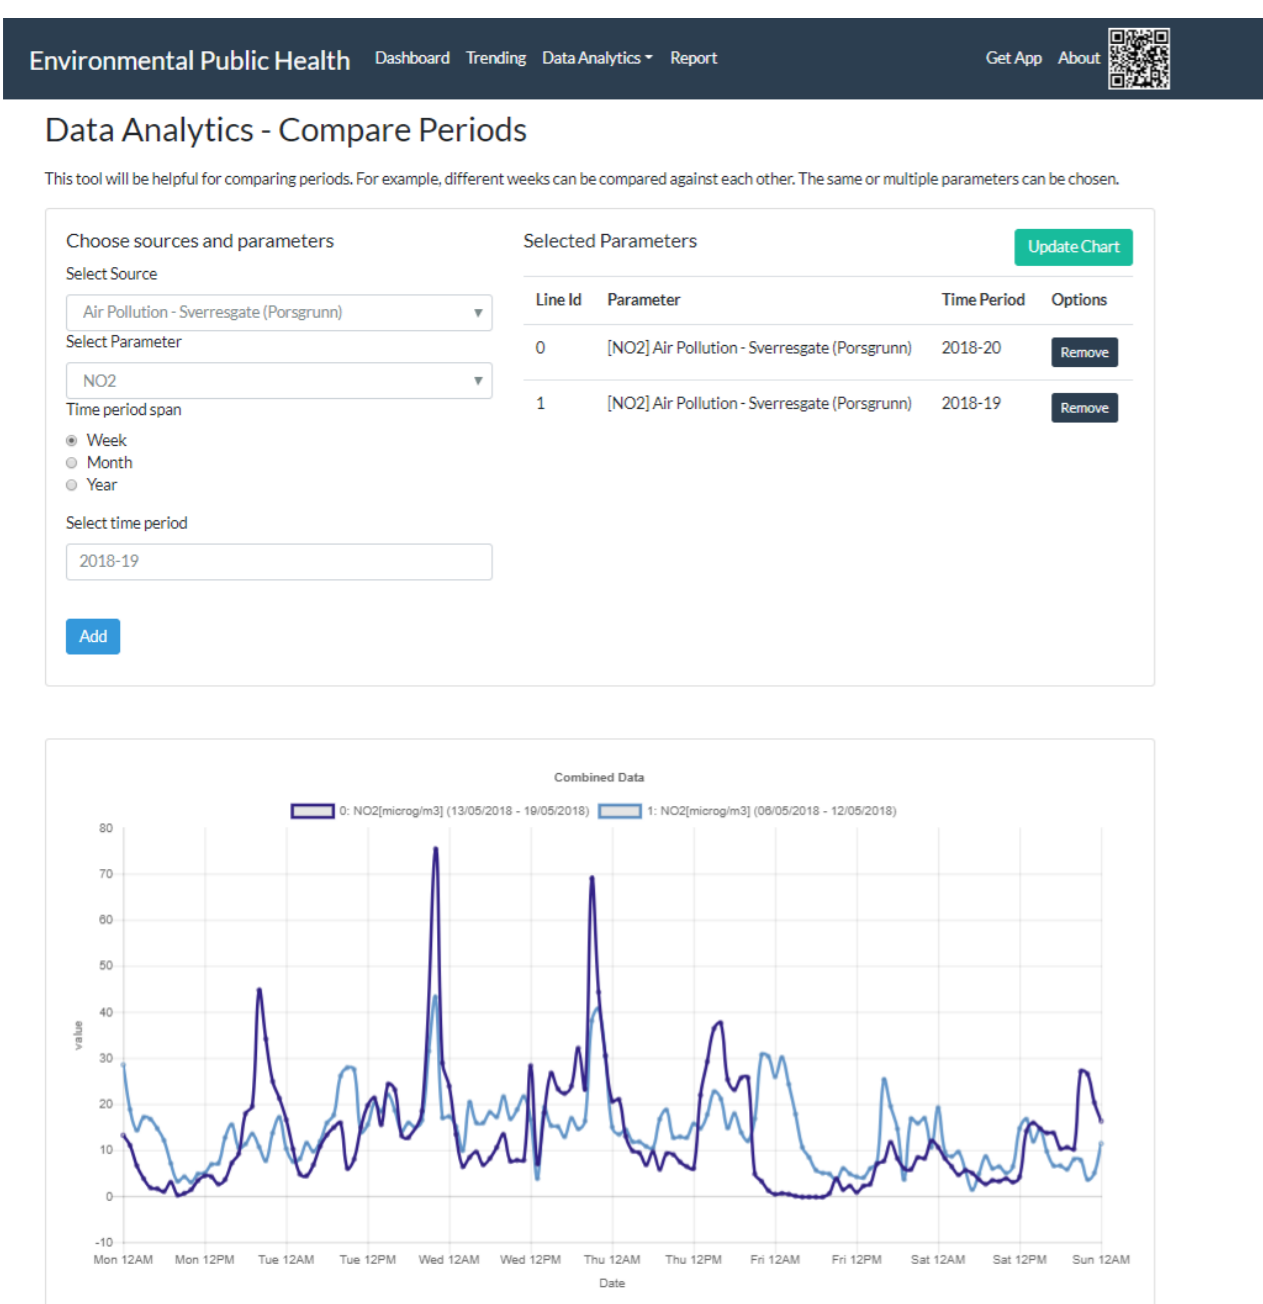 Environmental Public Health Dashboard Trending Data Analytics Report Get App About
Data Analytics - Compare Periods
This tool will be helpful for comparing periods. For example, different weeks can be compared against each other. The same or multiple parameters can be chosen.
Choose sources and parameters
Select Source
Air Pollution - Sverresgate (Porsgrunn)
Select Parameter
NO2
Time period span
Week
Month
Year
Select time period
2018-19
Add
Selected Parameters
Update Chart
Line Id Parameter Time Period Options
0 [NO2] Air Pollution - Sverresgate (Porsgrunn) 2018-20 Remove
1 [NO2] Air Pollution - Sverresgate (Porsgrunn) 2018-19 Remove
Combined Data
0: NO2[microg/m3] (13/05/2018 - 19/05/2018) 1: NO2[microg/m3] (06/05/2018 - 12/05/2018)
80
70
60
50
40
30
20
10
0
-10
value
Mon 12AM Mon 12PM Tue 12AM Tue 12PM Wed 12AM Wed 12PM Thu 12AM Thu 12PM Fri 12AM Fri 12PM Sat 12AM Sat 12PM Sun 12AM
Date